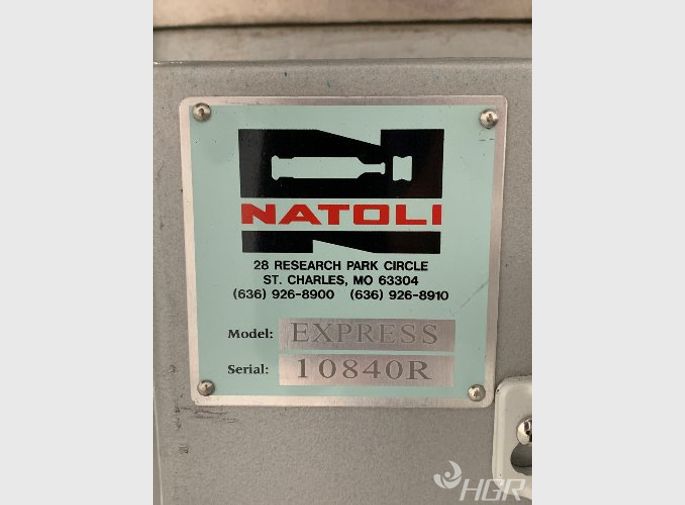 NATOLI
28 RESEARCH PARK CIRCLE
ST. CHARLES, MO 63304
(636) 926-8900 (636) 926-8910
Model: EXPRESS
Serial: 10840R
HGR